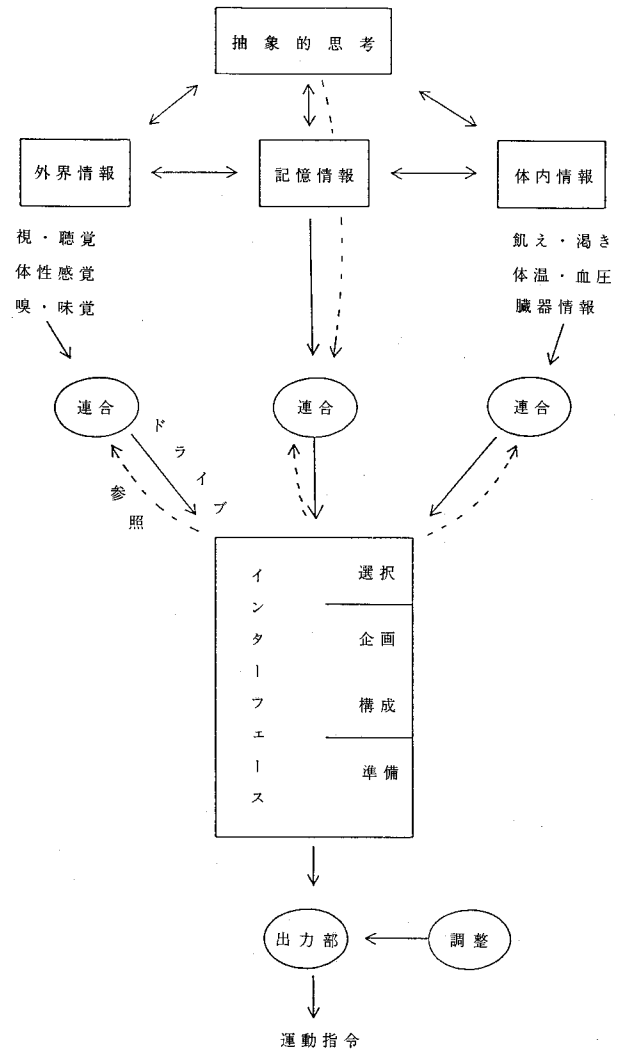 抽象的思考
外界情報
記憶情報
体内情報
視・聴覚
体性感覚
嗅・味覚
飢え・渇き
体温・血圧
臓器情報
連合
連合
連合
ドライブ
参照
インターフェース
選択
企画
構成
準備
出力部
調整
運動指令